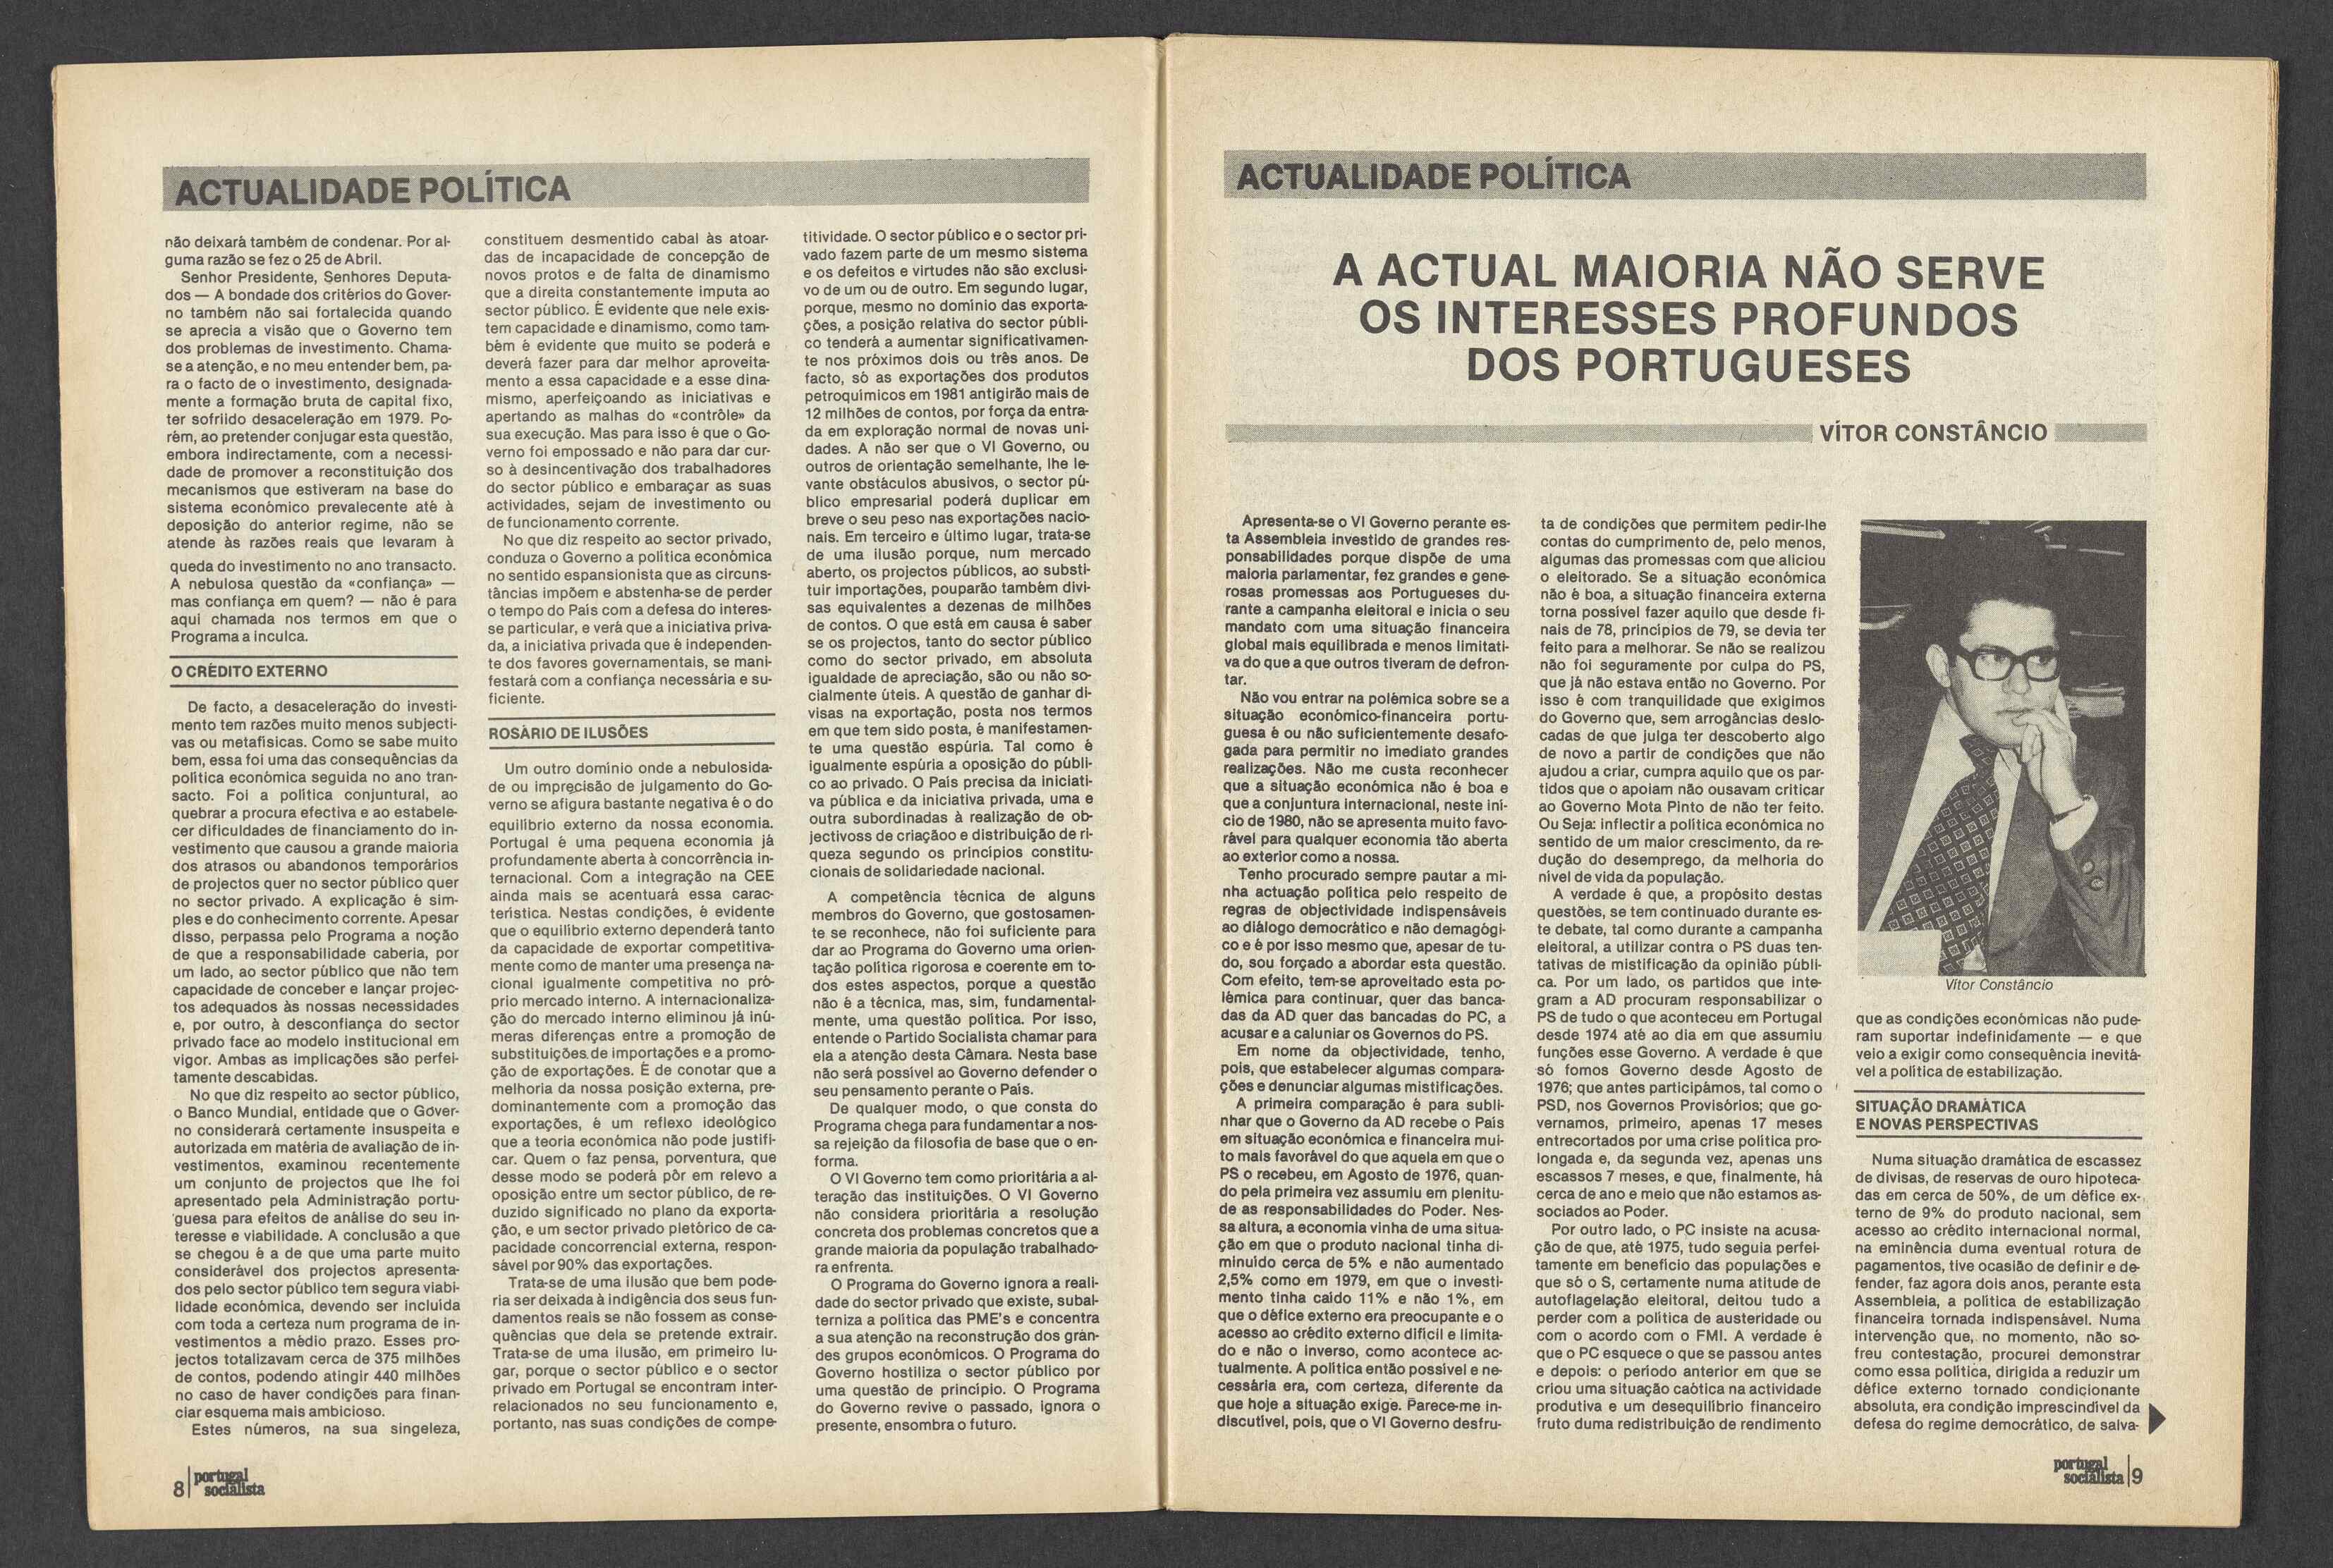 ACTUALIDADE POLÍTICA
não deixará também de condenar. Por al-
guma razão se fez o 25 de Abril.
Senhor Presidente, Senhores Deputa-
dos — A bondade dos critérios do Gover-
no também não sai fortalecida quando
se aprecia a visão que o Governo tem
dos problemas de investimento. Chama-
se a atenção, e no meu entender bem, pa-
ra o facto de o investimento, designada-
mente a formação bruta de capital fixo,
ter sofriido desaceleração em 1979. Po-
rém, ao pretender conjugar esta questão,
embora indirectamente, com a necessi-
dade de promover a reconstituição dos
mecanismos que estiveram na base do
sistema económico prevalecente até à
deposição do anterior regime, não se
atende às razões reais que levaram à
queda do investimento no ano transacto.
A nebulosa questão da «confiança» —
mas confiança em quem? — não é para
aqui chamada nos termos em que o
Programa a inculca.
O CRÉDITO EXTERNO
De facto, a desaceleração do investi-
mento tem razões muito menos subjecti-
vas ou metafísicas. Como se sabe muito
bem, essa foi uma das consequências da
política económica seguida no ano tran-
sacto. Foi a política conjuntural, ao
quebrar a procura efectiva e ao estabele-
cer dificuldades de financiamento do in-
vestimento que causou a grande maioria
dos atrasos ou abandonos temporários
de projectos quer no sector público quer
no sector privado. A explicação é sim-
ples e do conhecimento corrente. Apesar
disso, perpassa pelo Programa a noção
de que a responsabilidade caberia, por
um lado, ao sector público que não tem
capacidade de conceber e lançar projec-
tos adequados às nossas necessidades
e, por outro, à desconfiança do sector
privado face ao modelo institucional em
vigor. Ambas as implicações são perfei-
tamente descabidas.
No que diz respeito ao sector público,
o Banco Mundial, entidade que o Gover-
no considerará certamente insuspeita e
autorizada em matéria de avaliação de in-
vestimentos, examinou recentemente
um conjunto de projectos que lhe foi
apresentado pela Administração portu-
guesa para efeitos de análise do seu in-
teresse e viabilidade. A conclusão a que
se chegou é a de que uma parte muito
considerável dos projectos apresenta-
dos pelo sector público tem segura viabi-
lidade económica, devendo ser incluída
com toda a certeza num programa de in-
vestimentos a médio prazo. Esses pro-
jectos totalizavam cerca de 375 milhões
de contos, podendo atingir 440 milhões
no caso de haver condições para finan-
ciar esquema mais ambicioso.
Estes números, na sua singeleza,
constituem desmentido cabal às atoar-
das de incapacidade de concepção de
novos protos e de falta de dinamismo
que a direita constantemente imputa ao
sector público. É evidente que nele exis-
tem capacidade e dinamismo, como tam-
bém é evidente que muito se poderá e
deverá fazer para dar melhor aproveita-
mento a essa capacidade e a esse dina-
mismo, aperfeiçoando as iniciativas e
apertando as malhas do «contrôle» da
sua execução. Mas para isso é que o Go-
verno foi empossado e não para dar cur-
so à desincentivação dos trabalhadores
do sector público e embaraçar as suas
actividades, sejam de investimento ou
de funcionamento corrente.
No que diz respeito ao sector privado,
conduza o Governo a política económica
no sentido espansionista que as circuns-
tâncias impõem e abstenha-se de perder
o tempo do País com a defesa do interes-
se particular, e verá que a iniciativa priva-
da, a iniciativa privada que é independen-
te dos favores governamentais, se mani-
festará com a confiança necessária e su-
ficiente.
ROSÁRIO DE ILUSÕES
Um outro domínio onde a nebulosida-
de ou imprecisão de julgamento do Go-
verno se afigura bastante negativa é o do
equilíbrio externo da nossa economia.
Portugal é uma pequena economia já
profundamente aberta à concorrência in-
ternacional. Com a integração na CEE
ainda mais se acentuará essa carac-
terística. Nestas condições, é evidente
que o equilíbrio externo dependerá tanto
da capacidade de exportar competitiva-
mente como de manter uma presença na-
cional igualmente competitiva no pró-
prio mercado interno. A internacionaliza-
ção do mercado interno eliminou já inú-
meras diferenças entre a promoção de
substituições de importações e a promo-
ção de exportações. É de conotar que a
melhoria da nossa posição externa, pre-
dominantemente com a promoção das
exportações, é um reflexo ideológico
que a teoria económica não pode justifi-
car. Quem o faz pensa, porventura, que
desse modo se poderá pôr em relevo a
oposição entre um sector público, de re-
duzido significado no plano da exporta-
ção, e um sector privado pletórico de ca-
pacidade concorrencial externa, respon-
sável por 90% das exportações.
Trata-se de uma ilusão que bem pode-
ria ser deixada à indigência dos seus fun-
damentos reais se não fossem as conse-
quências que dela se pretende extrair.
Trata-se de uma ilusão, em primeiro lu-
gar, porque o sector público e o sector
privado em Portugal se encontram inter-
relacionados no seu funcionamento e,
portanto, nas suas condições de compe-
titividade. O sector público e o sector pri-
vado fazem parte de um mesmo sistema
e os defeitos e virtudes não são exclusi-
vo de um ou de outro. Em segundo lugar,
porque, mesmo no domínio das exporta-
ções, a posição relativa do sector públi-
co tenderá a aumentar significativamen-
te nos próximos dois ou três anos. De
facto, só as exportações dos produtos
petroquímicos em 1981 antigirão mais de
12 milhões de contos, por força da entra-
da em exploração normal de novas uni-
dades. A não ser que o VI Governo, ou
outros de orientação semelhante, lhe le-
vante obstáculos abusivos, o sector pú-
blico empresarial poderá duplicar em
breve o seu peso nas exportações nacio-
nais. Em terceiro e último lugar, trata-se
de uma ilusão porque, num mercado
aberto, os projectos públicos, ao substi-
tuir importações, pouparão também divi-
sas equivalentes a dezenas de milhões
de contos. O que está em causa é saber
se os projectos, tanto do sector público
como do sector privado, em absoluta
igualdade de apreciação, são ou não so-
cialmente úteis. A questão de ganhar di-
visas na exportação, posta nos termos
em que tem sido posta, é manifestamen-
te uma questão espúria. Tal como é
igualmente espúria a oposição do públi-
co ao privado. O País precisa da iniciati-
va pública e da iniciativa privada, uma e
outra subordinadas à realização de ob-
jectivoss de criaçãoo e distribuição de ri-
queza segundo os princípios constitu-
cionais de solidariedade nacional.
A competência técnica de alguns
membros do Governo, que gostosamen-
te se reconhece, não foi suficiente para
dar ao Programa do Governo uma orien-
tação política rigorosa e coerente em to-
dos estes aspectos, porque a questão
não é a técnica, mas, sim, fundamental-
mente, uma questão política. Por isso,
entende o Partido Socialista chamar para
ela a atenção desta Câmara. Nesta base
não será possível ao Governo defender o
seu pensamento perante o País.
De qualquer modo, o que consta do
Programa chega para fundamentar a nos-
sa rejeição da filosofia de base que o en-
forma.
O VI Governo tem como prioritária a al-
teração das instituições. O VI Governo
não considera prioritária a resolução
concreta dos problemas concretos que a
grande maioria da população trabalhado-
ra enfrenta.
O Programa do Governo ignora a reali-
dade do sector privado que existe, subal-
terniza a política das PME's e concentra
a sua atenção na reconstrução dos gran-
des grupos económicos. O Programa do
Governo hostiliza o sector público por
uma questão de princípio. O Programa
do Governo revive o passado, ignora o
presente, ensombra o futuro.
8 portugal
socialista
ACTUALIDADE POLÍTICA
A ACTUAL MAIORIA NÃO SERVE
OS INTERESSES PROFUNDOS
DOS PORTUGUESES
VÍTOR CONSTÂNCIO
Apresenta-se o VI Governo perante es-
ta Assembleia investido de grandes res-
ponsabilidades porque dispõe de uma
maioria parlamentar, fez grandes e gene-
rosas promessas aos Portugueses du-
rante a campanha eleitoral e inicia o seu
mandato com uma situação financeira
global mais equilibrada e menos limitati-
va do que a que outros tiveram de defron-
tar.
Não vou entrar na polémica sobre se a
situação económico-financeira portu-
guesa é ou não suficientemente desafo-
gada para permitir no imediato grandes
realizações. Não me custa reconhecer
que a situação económica não é boa e
que a conjuntura internacional, neste iní-
cio de 1980, não se apresenta muito favo-
rável para qualquer economia tão aberta
ao exterior como a nossa.
Tenho procurado sempre pautar a mi-
nha actuação política pelo respeito de
regras de objectividade indispensáveis
ao diálogo democrático e não demagógi-
co e é por isso mesmo que, apesar de tu-
do, sou forçado a abordar esta questão.
Com efeito, tem-se aproveitado esta po-
lémica para continuar, quer das banca-
das da AD quer das bancadas do PC, a
acusar e a caluniar os Governos do PS.
Em nome da objectividade, tenho,
pois, que estabelecer algumas compara-
ções e denunciar algumas mistificações.
A primeira comparação é para subli-
nhar que o Governo da AD recebe o País
em situação económica e financeira mui-
to mais favorável do que aquela em que o
PS o recebeu, em Agosto de 1976, quan-
do pela primeira vez assumiu em plenitu-
de as responsabilidades do Poder. Nes-
sa altura, a economia vinha de uma situa-
ção em que o produto nacional tinha di-
minuído cerca de 5% e não aumentado
2,5% como em 1979, em que o investi-
mento tinha caído 11% e não 1%, em
que o défice externo era preocupante e o
acesso ao crédito externo difícil e limita-
do e não o inverso, como acontece ac-
tualmente. A política então possível e ne-
cessária era, com certeza, diferente da
que hoje a situação exige. Parece-me in-
discutível, pois, que o VI Governo desfru-
ta de condições que permitem pedir-lhe
contas do cumprimento de, pelo menos,
algumas das promessas com que aliciou
o eleitorado. Se a situação económica
não é boa, a situação financeira externa
torna possível fazer aquilo que desde fi-
nais de 78, princípios de 79, se devia ter
feito para a melhorar. Se não se realizou
não foi seguramente por culpa do PS,
que já não estava então no Governo. Por
isso é com tranquilidade que exigimos
do Governo que, sem arrogâncias deslo-
cadas de que julga ter descoberto algo
de novo a partir de condições que não
ajudou a criar, cumpra aquilo que os par-
tidos que o apoiam não ousavam criticar
ao Governo Mota Pinto de não ter feito.
Ou Seja: inflectir a política económica no
sentido de um maior crescimento, da re-
dução do desemprego, da melhoria do
nível de vida da população.
A verdade é que, a propósito destas
questões, se tem continuado durante es-
te debate, tal como durante a campanha
eleitoral, a utilizar contra o PS duas ten-
tativas de mistificação da opinião públi-
ca. Por um lado, os partidos que inte-
gram a AD procuram responsabilizar o
PS de tudo o que aconteceu em Portugal
desde 1974 até ao dia em que assumiu
funções esse Governo. A verdade é que
só fomos Governo desde Agosto de
1976; que antes participámos, tal como o
PSD, nos Governos Provisórios; que go-
vernamos, primeiro, apenas 17 meses
entrecortados por uma crise política pro-
longada e, da segunda vez, apenas uns
escassos 7 meses, e que, finalmente, há
cerca de ano e meio que não estamos as-
sociados ao Poder.
Por outro lado, o PC insiste na acusa-
ção de que, até 1975, tudo seguia perfei-
tamente em benefício das populações e
que só o S, certamente numa atitude de
autoflagelação eleitoral, deitou tudo a
perder com a política de austeridade ou
com o acordo com o FMI. A verdade é
que o PC esquece o que se passou antes
e depois: o período anterior em que se
criou uma situação caótica na actividade
produtiva e um desequilíbrio financeiro
fruto duma redistribuição de rendimento
Vítor Constâncio
que as condições económicas não pude-
ram suportar indefinidamente — e que
veio a exigir como consequência inevitá-
vel a política de estabilização.
SITUAÇÃO DRAMÁTICA
E NOVAS PERSPECTIVAS
Numa situação dramática de escassez
de divisas, de reservas de ouro hipoteca-
das em cerca de 50%, de um défice ex-
terno de 9% do produto nacional, sem
acesso ao crédito internacional normal,
na eminência duma eventual rotura de
pagamentos, tive ocasião de definir e de-
fender, faz agora dois anos, perante esta
Assembleia, a política de estabilização
financeira tornada indispensável. Numa
intervenção que, no momento, não so-
freu contestação, procurei demonstrar
como essa política, dirigida a reduzir um
défice externo tornado condicionante
absoluta, era condição imprescindível da
defesa do regime democrático, de salva-
portugal
socialista 9